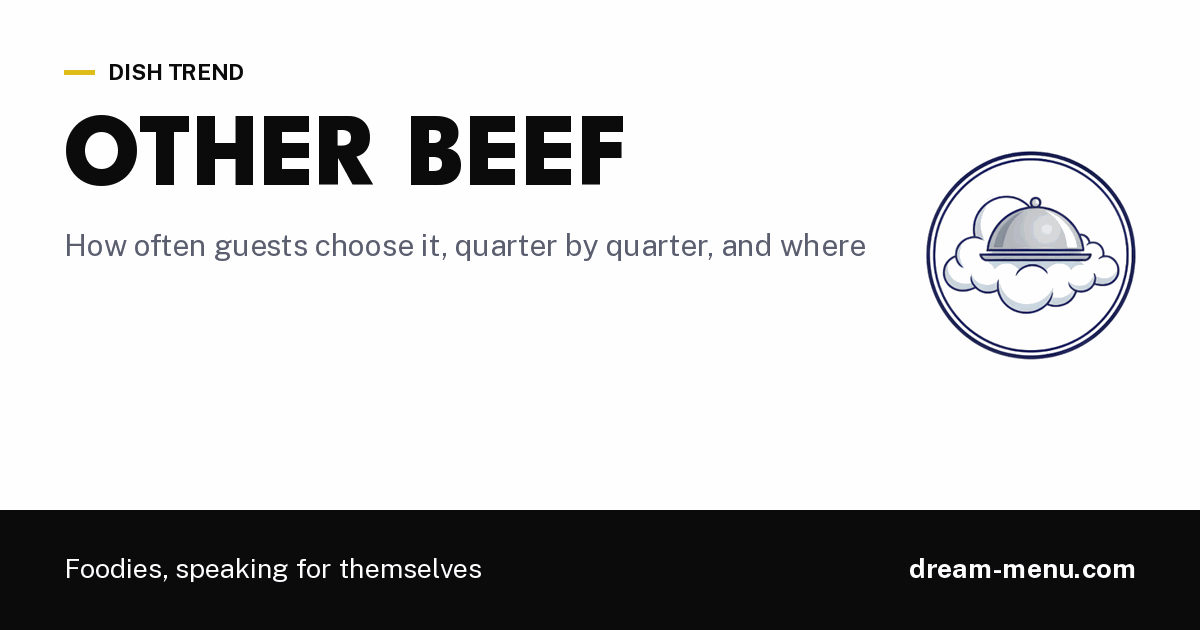 DISH TREND
OTHER BEEF
How often guests choose it, quarter by quarter, and where
Foodies, speaking for themselves
dream-menu.com